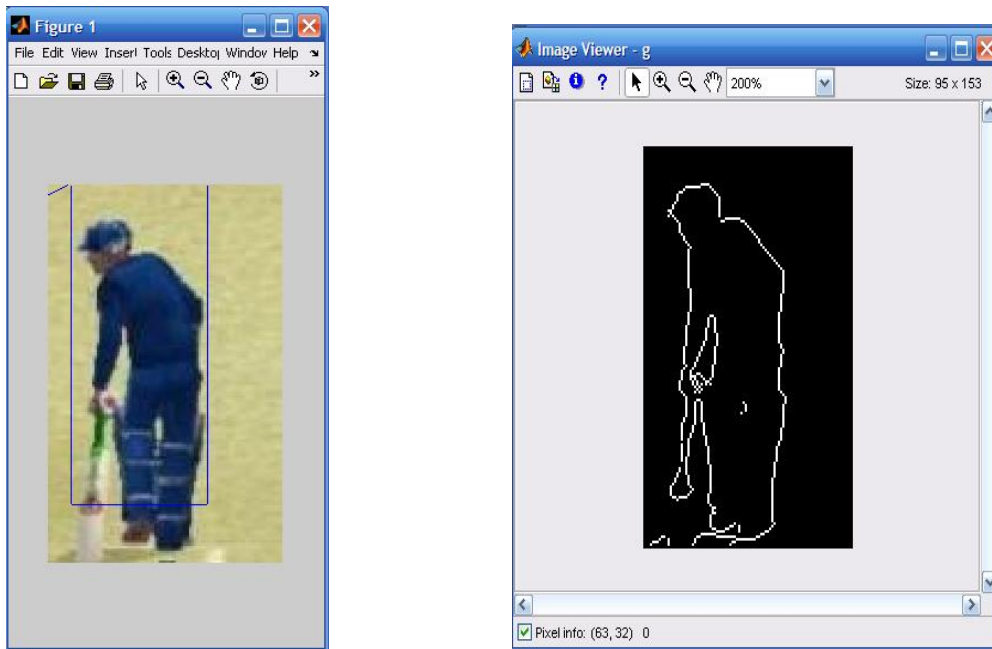 Figure 1
File Edit View Insert Tools Desktop Window Help
Image Viewer - g
200%
Size: 95 x 153
Pixel info: (63, 32) 0